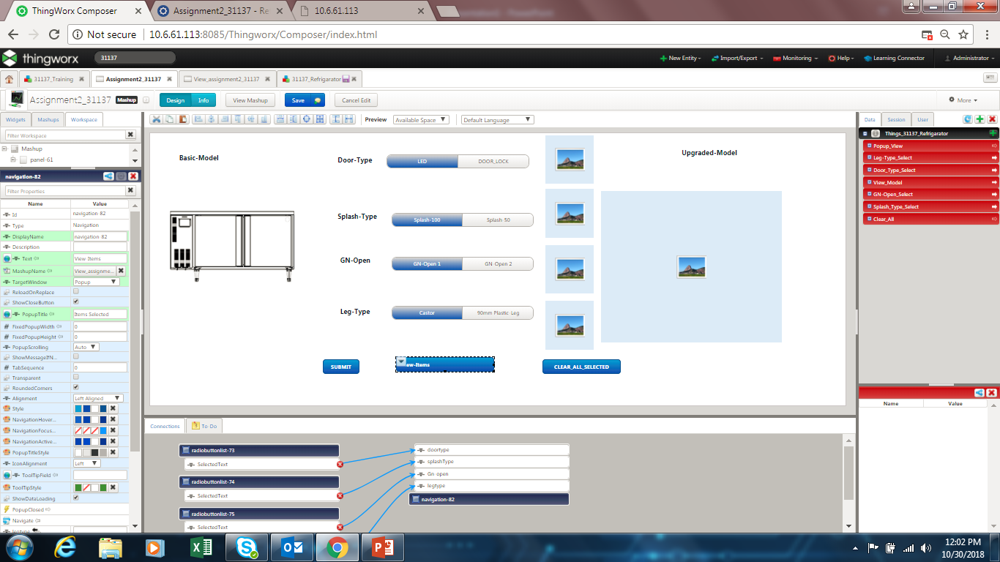 ThingWorx Composer
Assignment2_31137 - Re
10.6.61.113
Not secure
10.6.61.113:8085/Thingworx/Composer/index.html
thingworx
31137
New Entity
Import/Export
Monitoring
Help
Learning Connector
Administrator
31137_Training
Assignment2_31137
View_assignment2_31137
31137_Refrigarator
Assignment2_31137
Mashup
Design
Info
View Mashup
Save
Cancel Edit
More
Widgets
Mashups
Workspace
Preview
Available Space
Default Language
Data
Session
User
Filter Workspace
Mashup
panel-61
navigation-82
Filter Properties
Name Value
Id navigation-82
Type Navigation
DisplayName navigation-82
Description
Text View Items
MashupName View_assignme...
TargetWindow Popup
ReloadOnReplace
ShowCloseButton
PopupTitle Items Selected
FixedPopupWidth 0
FixedPopupHeight 0
PopupScrolling Auto
ShowMessageIfN...
TabSequence 0
Transparent
RoundedCorners
Alignment Left Aligned
Style
NavigationHover...
NavigationFocus...
NavigationActive...
PopupTitleStyle
IconAlignment Left
ToolTipField
ToolTipStyle
ShowDataLoading
PopupClosed
Navigate
legtype
Basic-Model
Door-Type
LED
DOOR_LOCK
Upgraded-Model
Splash-Type
Splash-100
Splash-50
GN-Open
GN-Open 1
GN-Open 2
Leg-Type
Castor
90mm Plastic Leg
SUBMIT
ew-Items
CLEAR_ALL_SELECTED
Things_31137_Refrigarator
Popup_View
Leg-Type_Select
Door_Type_Select
View_Model
GN-Open_Select
Splash_Type_Select
Clear_All
Name Value
Connections
To Do
radiobuttonlist-73
SelectedText
radiobuttonlist-74
SelectedText
radiobuttonlist-75
SelectedText
doortype
splashType
Gn-open
legtype
navigation-82
12:02 PM
10/30/2018